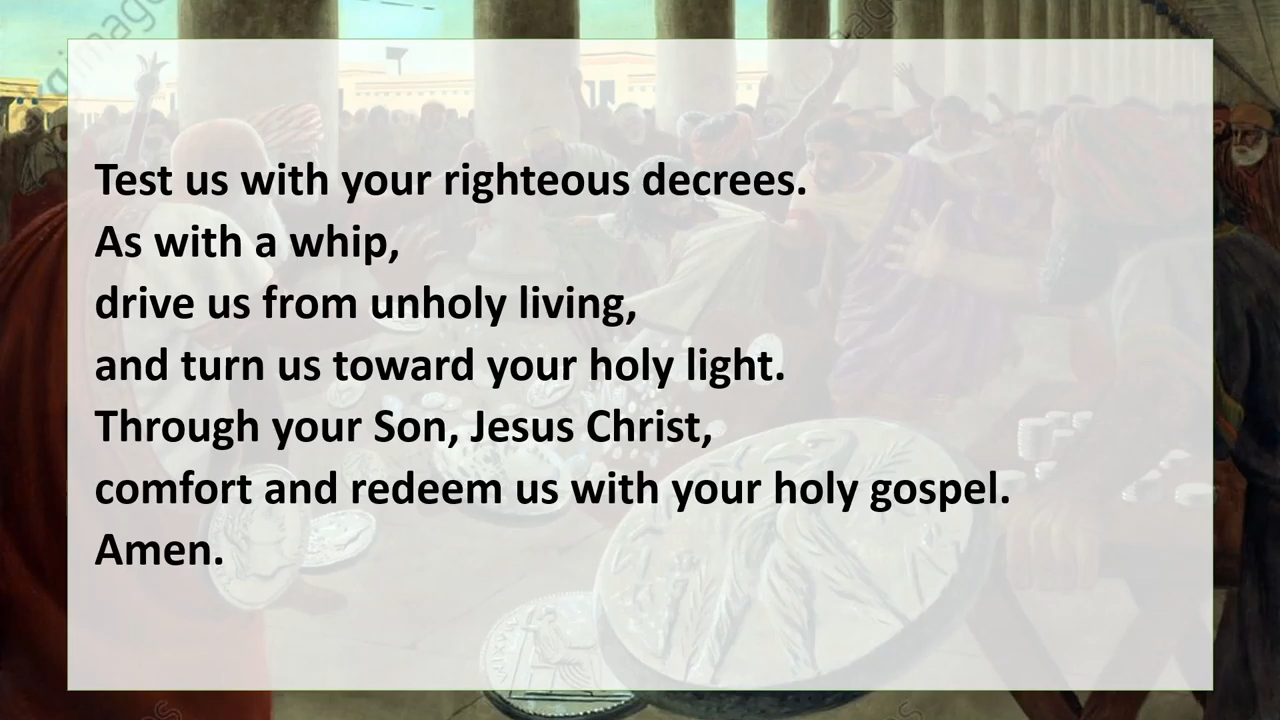 Test us with your righteous decrees.
As with a whip,
drive us from unholy living,
and turn us toward your holy light.
Through your Son, Jesus Christ,
comfort and redeem us with your holy gospel.
Amen.